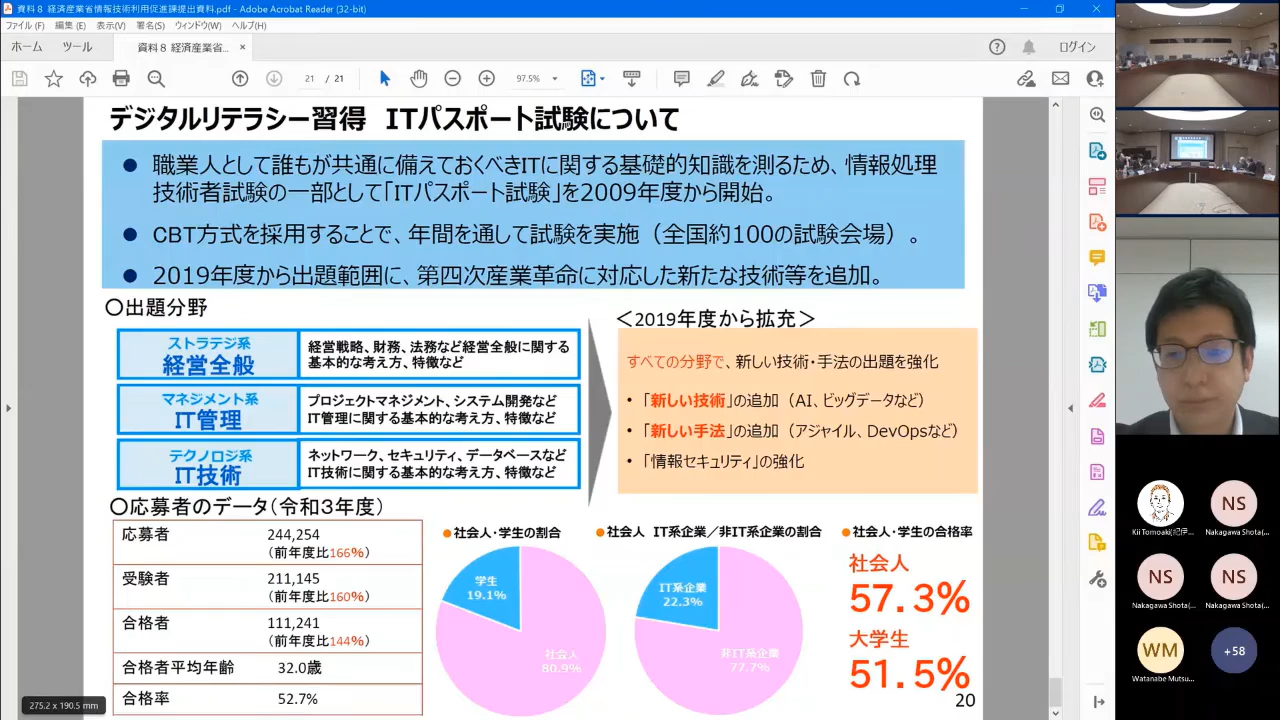 資料８ 経済産業省情報技術利用促進課提出資料.pdf - Adobe Acrobat Reader (32-bit)
ファイル(F) 編集(E) 表示(V) 署名(S) ウィンドウ(W) ヘルプ(H)
ホーム ツール 資料８ 経済産業省... × ログイン
21 / 21 97.5%
デジタルリテラシー習得 ITパスポート試験について
● 職業人として誰もが共通に備えておくべきITに関する基礎的知識を測るため、情報処理
技術者試験の一部として「ITパスポート試験」を2009年度から開始。
● CBT方式を採用することで、年間を通して試験を実施（全国約100の試験会場）。
● 2019年度から出題範囲に、第四次産業革命に対応した新たな技術等を追加。
〇出題分野
ストラテジ系
経営全般
経営戦略、財務、法務など経営全般に関する
基本的な考え方、特徴など
マネジメント系
IT管理
プロジェクトマネジメント、システム開発など
IT管理に関する基本的な考え方、特徴など
テクノロジ系
IT技術
ネットワーク、セキュリティ、データベースなど
IT技術に関する基本的な考え方、特徴など
＜2019年度から拡充＞
すべての分野で、新しい技術・手法の出題を強化
・「新しい技術」の追加（AI、ビッグデータなど）
・「新しい手法」の追加（アジャイル、DevOpsなど）
・「情報セキュリティ」の強化
〇応募者のデータ（令和３年度）
応募者 244,254
（前年度比166%）
受験者 211,145
（前年度比160%）
合格者 111,241
（前年度比144%）
合格者平均年齢 32.0歳
合格率 52.7%
●社会人・学生の割合
学生
19.1%
社会人
80.9%
●社会人 IT系企業／非IT系企業の割合
IT系企業
22.3%
非IT系企業
77.7%
●社会人・学生の合格率
社会人
57.3%
大学生
51.5%
20
275.2 x 190.5 mm
NS
Kii Tomoaki(紀伊... Nakagawa Shota(...
NS NS
Nakagawa Shota(... Nakagawa Shota(...
WM +58
Watanabe Mutsu...